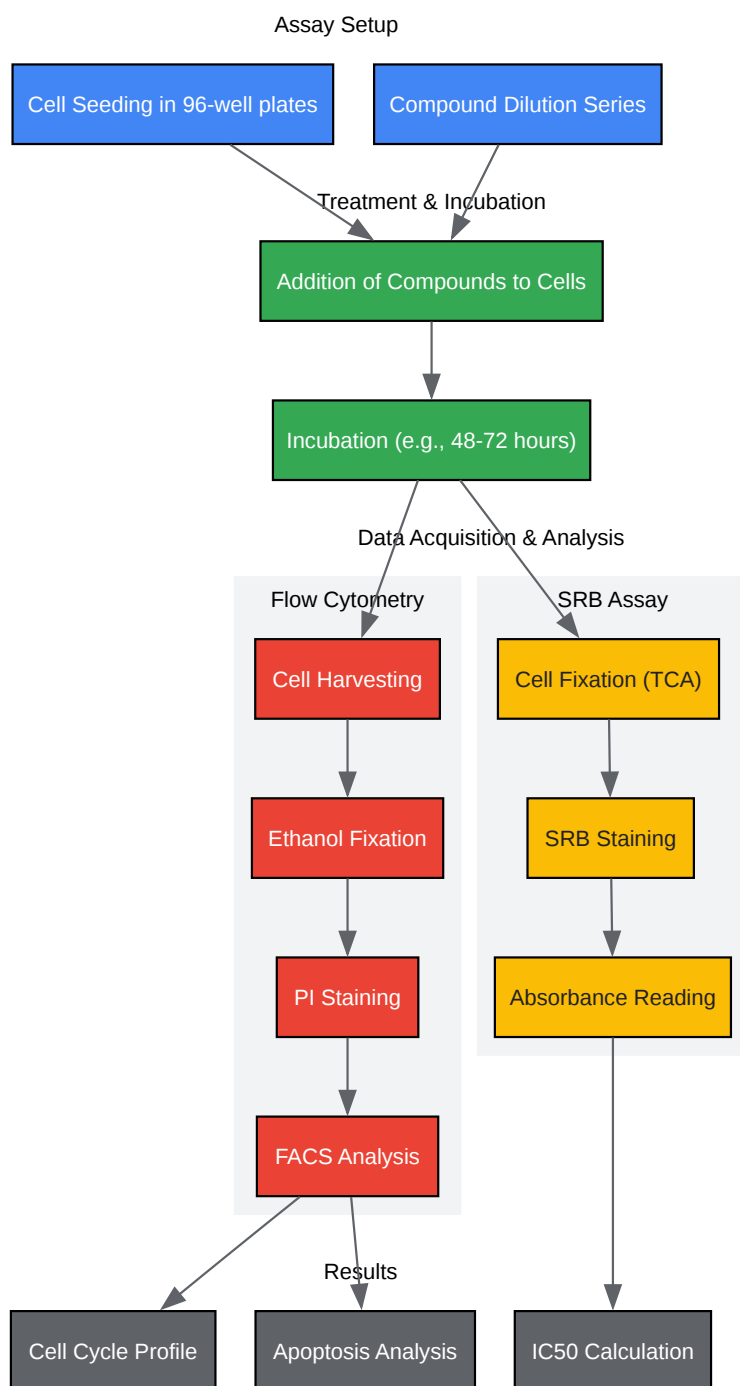 Assay Setup
Cell Seeding in 96-well plates
Compound Dilution Series
Treatment & Incubation
Addition of Compounds to Cells
Incubation (e.g., 48-72 hours)
Data Acquisition & Analysis
Flow Cytometry
SRB Assay
Cell Harvesting
Cell Fixation (TCA)
Ethanol Fixation
SRB Staining
PI Staining
Absorbance Reading
FACS Analysis
Results
Cell Cycle Profile
Apoptosis Analysis
IC50 Calculation